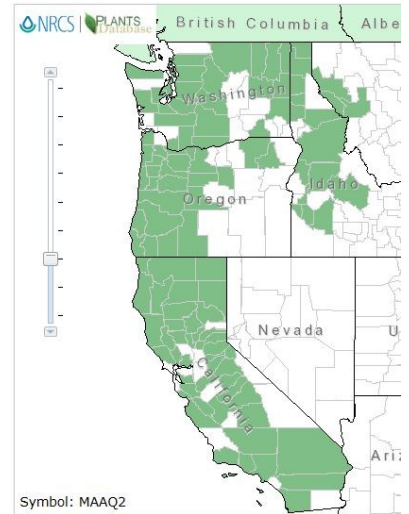 NRCS | PLANTS
Database
British Columbia
Albe
Washington
Oregon
Idaho
Nevada
U
California
Ariz
Symbol: MAAQ2